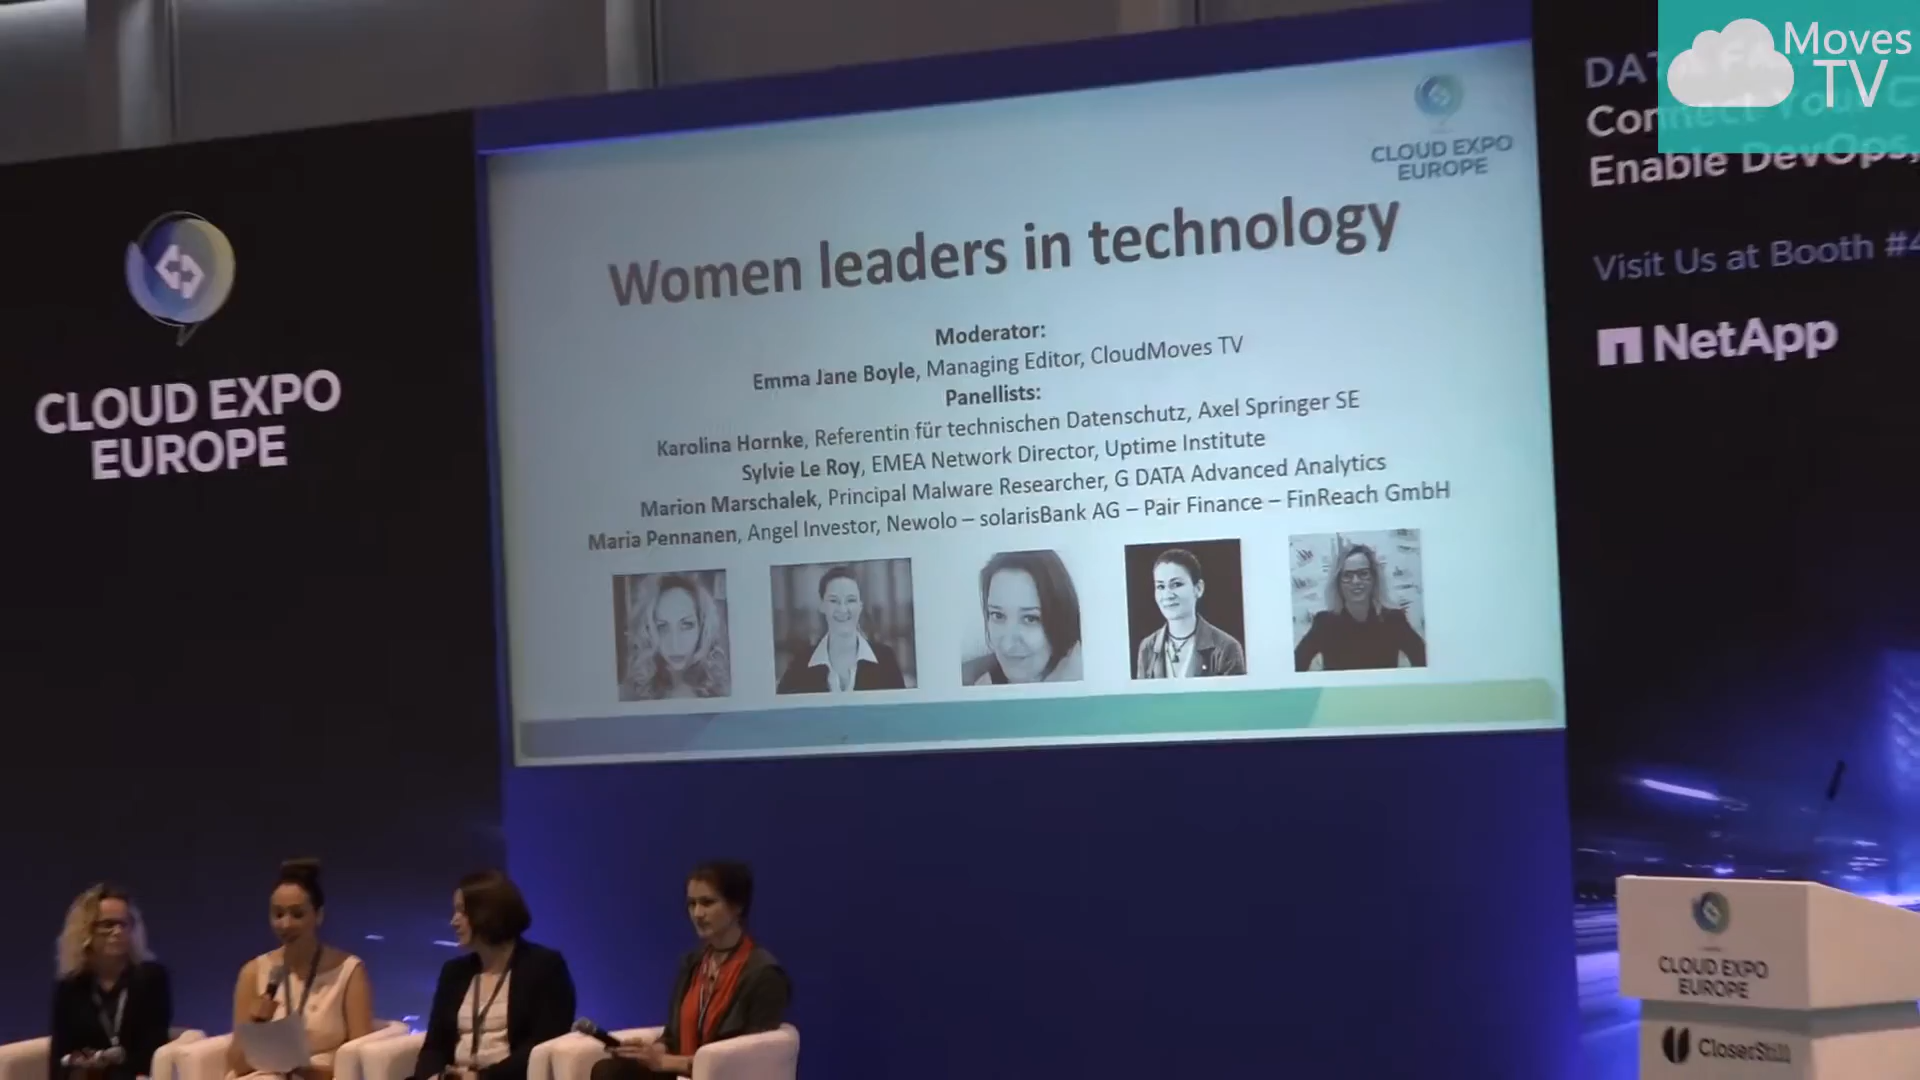 Moves
TV
CLOUD EXPO
EUROPE
Women leaders in technology
Moderator:
Emma Jane Boyle, Managing Editor, CloudMoves TV
Panellists:
Karolina Hornke, Referentin für technischen Datenschutz, Axel Springer SE
Sylvie Le Roy, EMEA Network Director, Uptime Institute
Marion Marschalek, Principal Malware Researcher, G DATA Advanced Analytics
Maria Pennanen, Angel Investor, Newolo – solarisBank AG – Pair Finance – FinReach GmbH
CLOUD EXPO
EUROPE
Enable DevOps,
Visit Us at Booth #4
NetApp
CLOUD EXPO
EUROPE
CloserStill